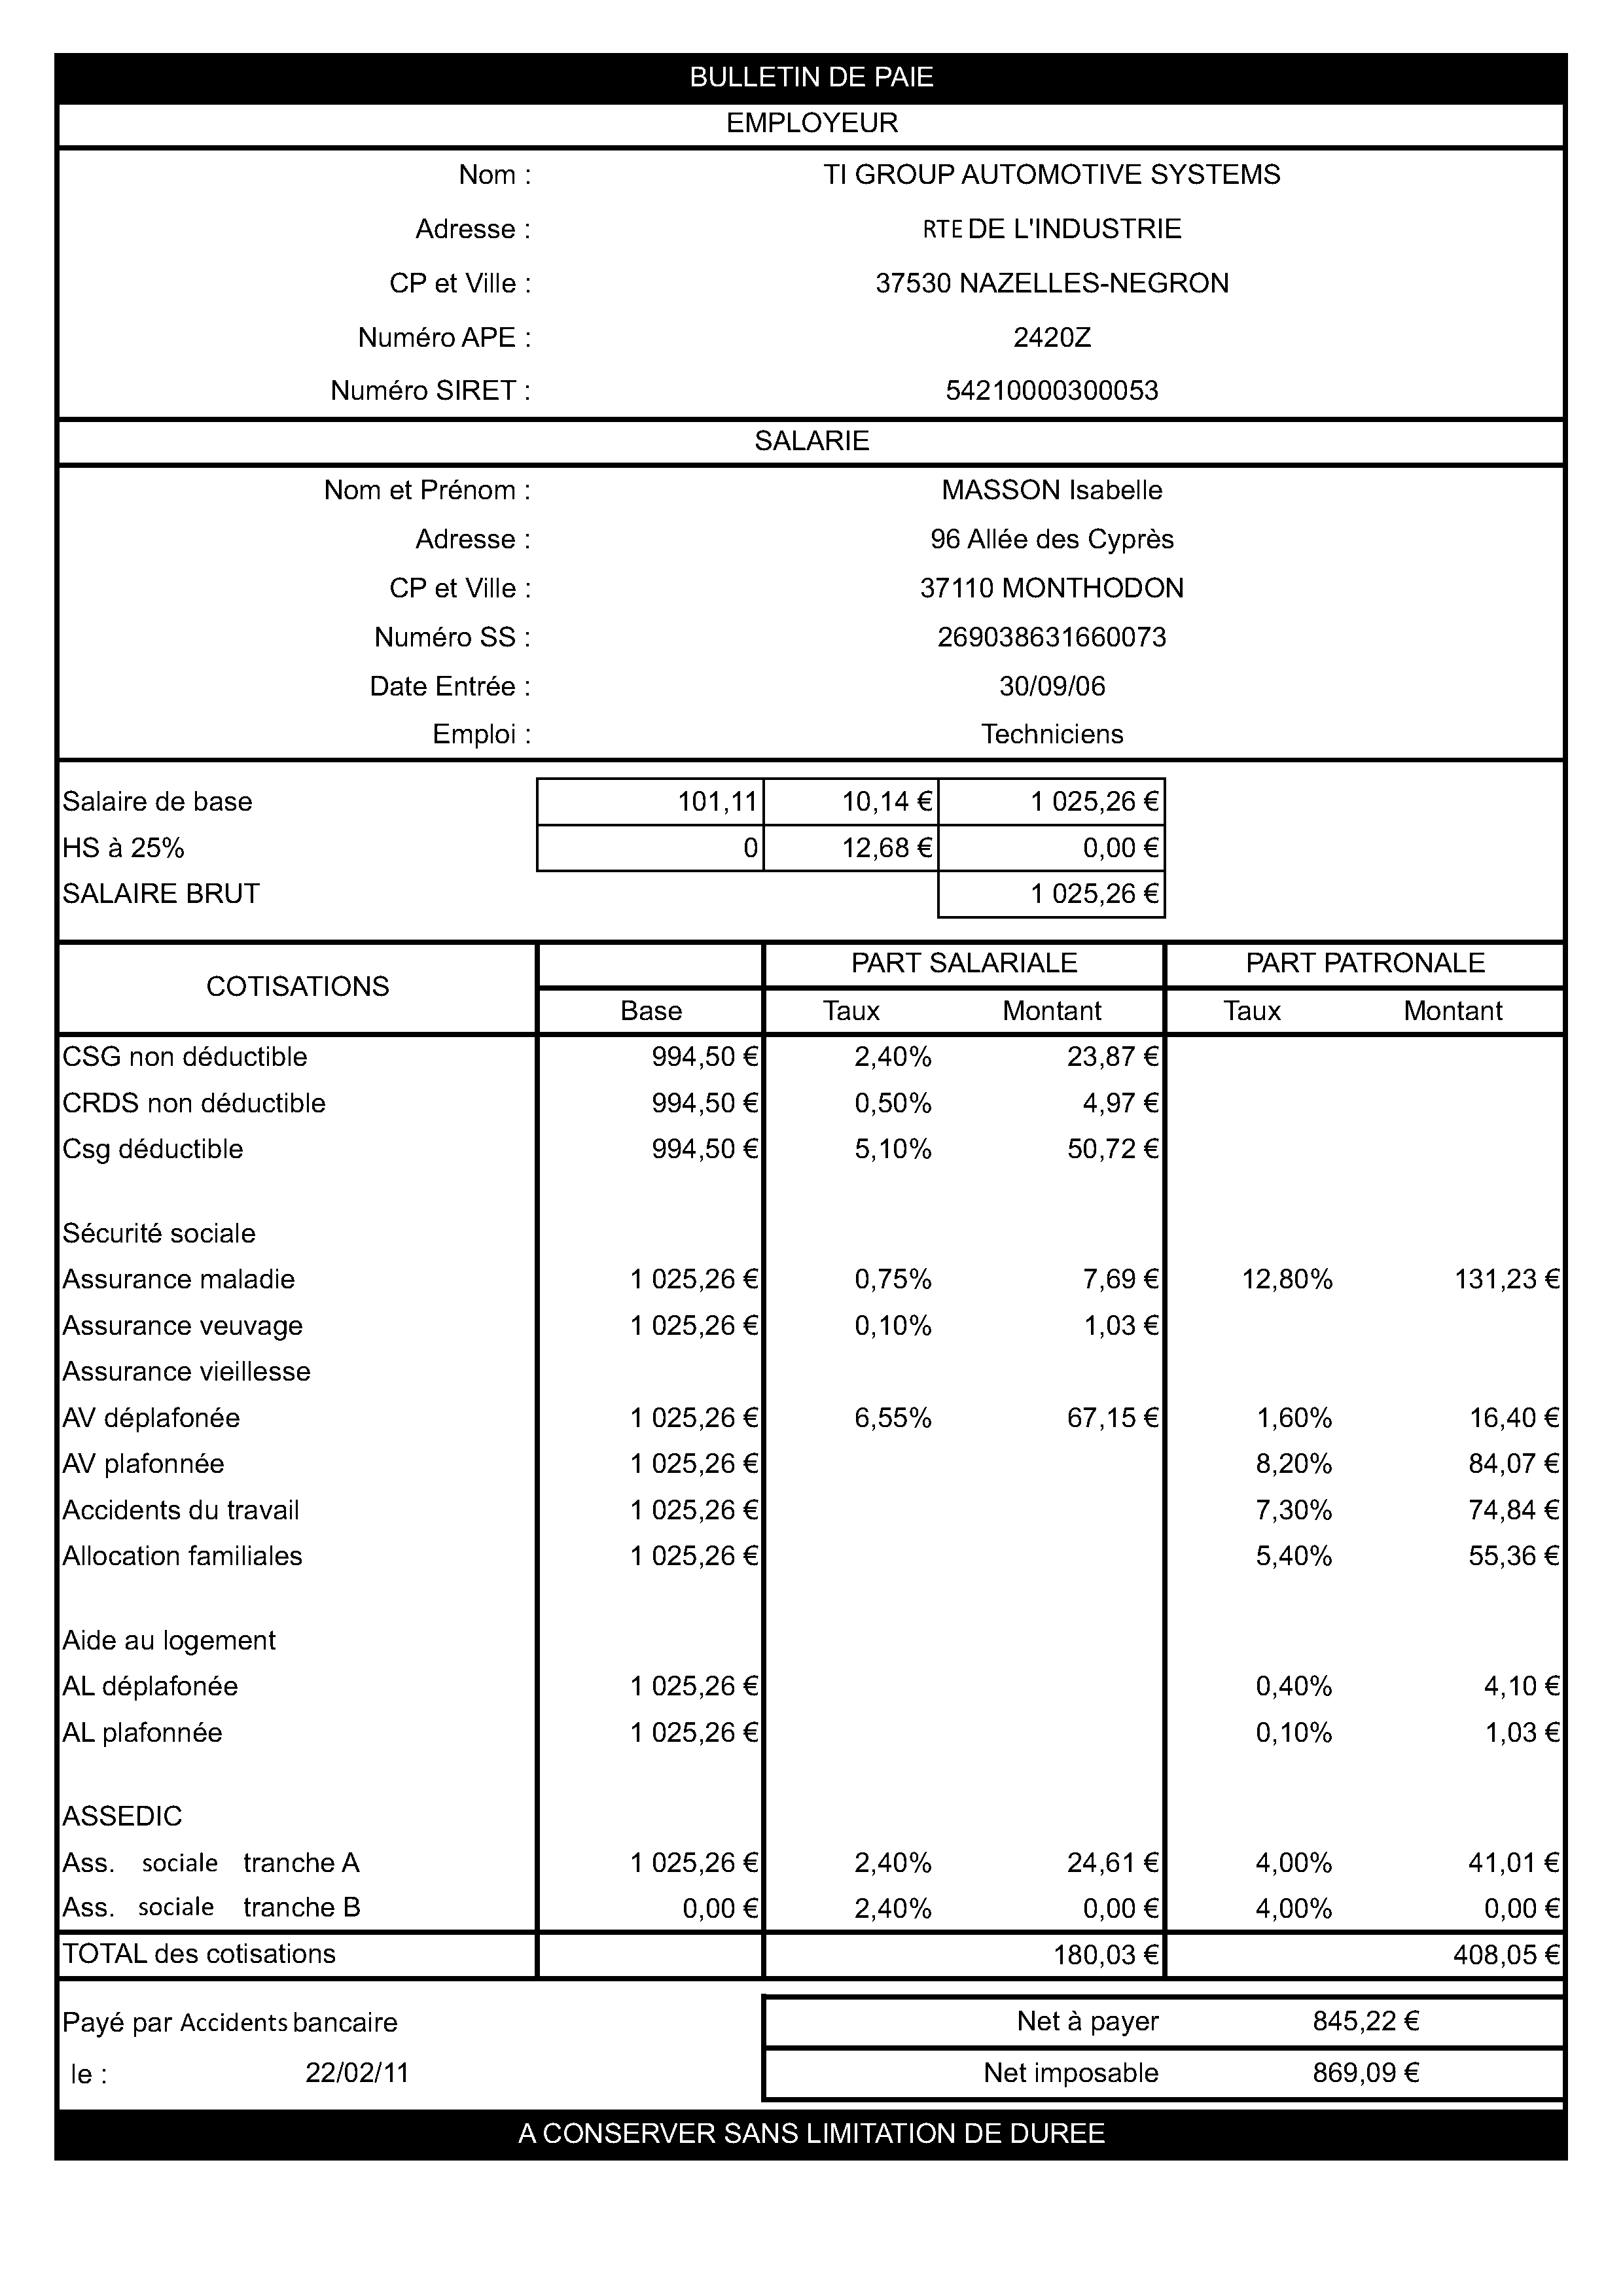 BULLETIN DE PAIE
EMPLOYEUR
Nom : TI GROUP AUTOMOTIVE SYSTEMS
Adresse : RTE DE L'INDUSTRIE
CP et Ville : 37530 NAZELLES-NEGRON
Numéro APE : 2420Z
Numéro SIRET : 54210000300053
SALARIE
Nom et Prénom : MASSON Isabelle
Adresse : 96 Allée des Cyprès
CP et Ville : 37110 MONTHODON
Numéro SS : 269038631660073
Date Entrée : 30/09/06
Emploi : Techniciens
Salaire de base 101,11 10,14 € 1 025,26 €
HS à 25% 0 12,68 € 0,00 €
SALAIRE BRUT 1 025,26 €
COTISATIONS PART SALARIALE PART PATRONALE
Base Taux Montant Taux Montant
CSG non déductible 994,50 € 2,40% 23,87 €
CRDS non déductible 994,50 € 0,50% 4,97 €
Csg déductible 994,50 € 5,10% 50,72 €
Sécurité sociale
Assurance maladie 1 025,26 € 0,75% 7,69 € 12,80% 131,23 €
Assurance veuvage 1 025,26 € 0,10% 1,03 €
Assurance vieillesse
AV déplafonée 1 025,26 € 6,55% 67,15 € 1,60% 16,40 €
AV plafonnée 1 025,26 € 8,20% 84,07 €
Accidents du travail 1 025,26 € 7,30% 74,84 €
Allocation familiales 1 025,26 € 5,40% 55,36 €
Aide au logement
AL déplafonée 1 025,26 € 0,40% 4,10 €
AL plafonnée 1 025,26 € 0,10% 1,03 €
ASSEDIC
Ass. sociale tranche A 1 025,26 € 2,40% 24,61 € 4,00% 41,01 €
Ass. sociale tranche B 0,00 € 2,40% 0,00 € 4,00% 0,00 €
TOTAL des cotisations 180,03 € 408,05 €
Payé par Accidents bancaire Net à payer 845,22 €
le : 22/02/11 Net imposable 869,09 €
A CONSERVER SANS LIMITATION DE DUREE